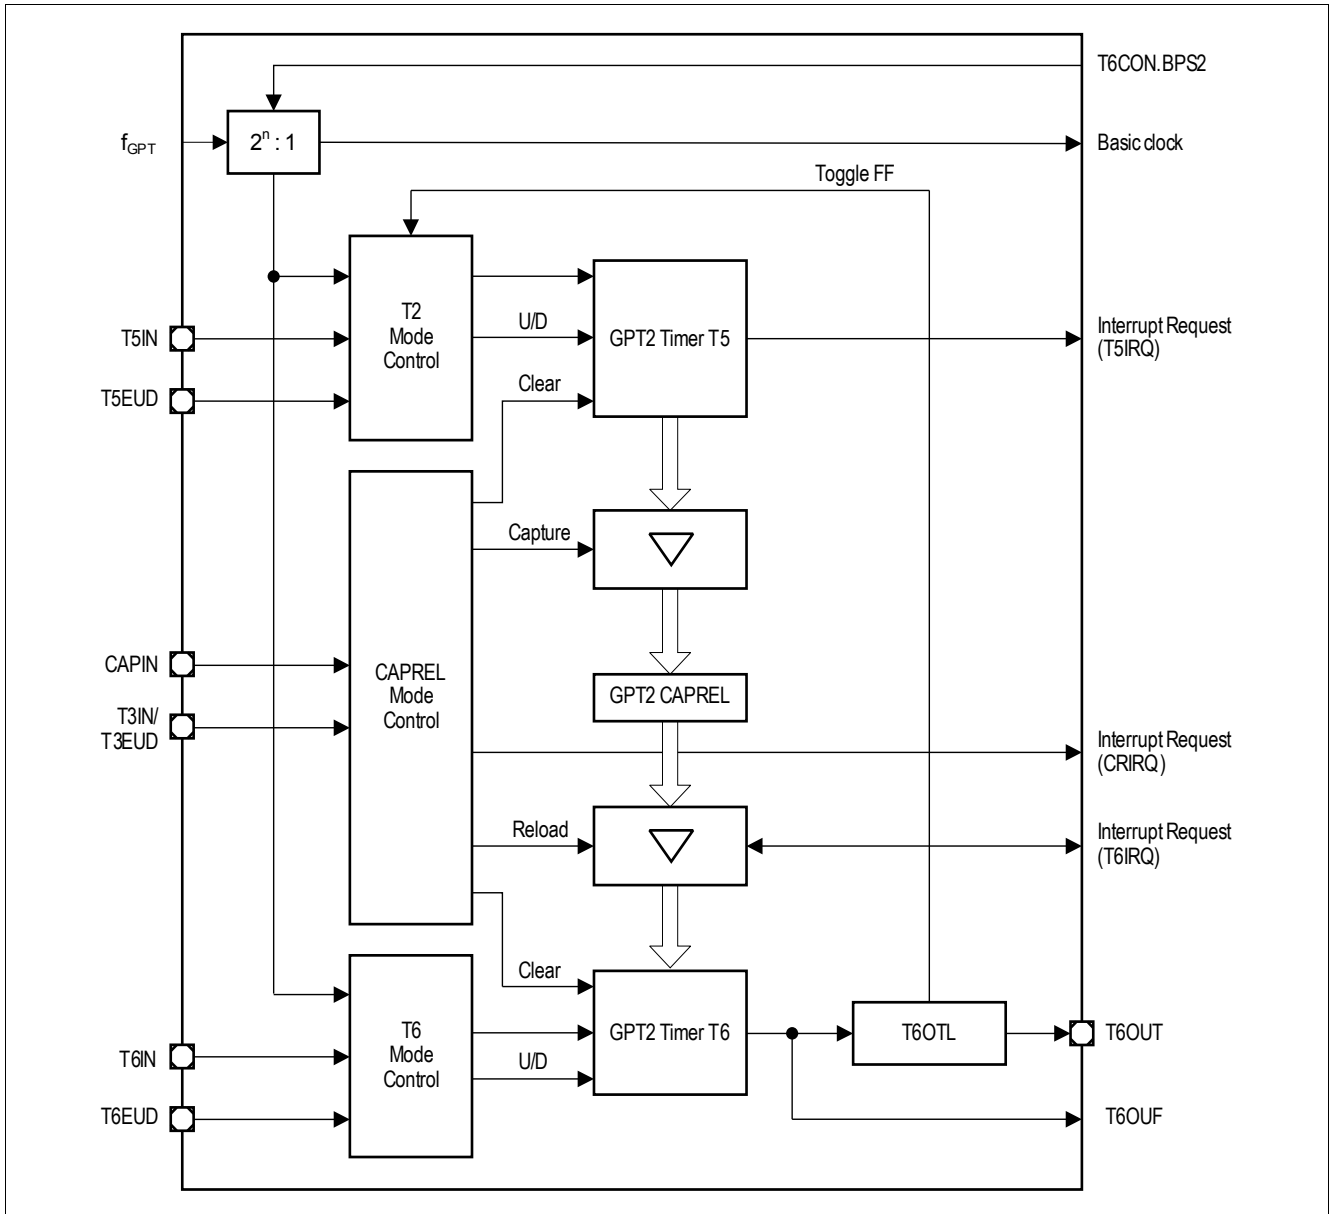 T6CON.BPS2
fGPT
2ⁿ : 1
Basic clock
Toggle FF
T2
Mode
Control
T5IN
T5EUD
U/D
Clear
GPT2 Timer T5
Interrupt Request
(T5IRQ)
Capture
CAPIN
T3IN/
T3EUD
CAPREL
Mode
Control
GPT2 CAPREL
Interrupt Request
(CRIRQ)
Reload
Interrupt Request
(T6IRQ)
Clear
T6
Mode
Control
T6IN
T6EUD
U/D
GPT2 Timer T6
T6OTL
T6OUT
T6OUF